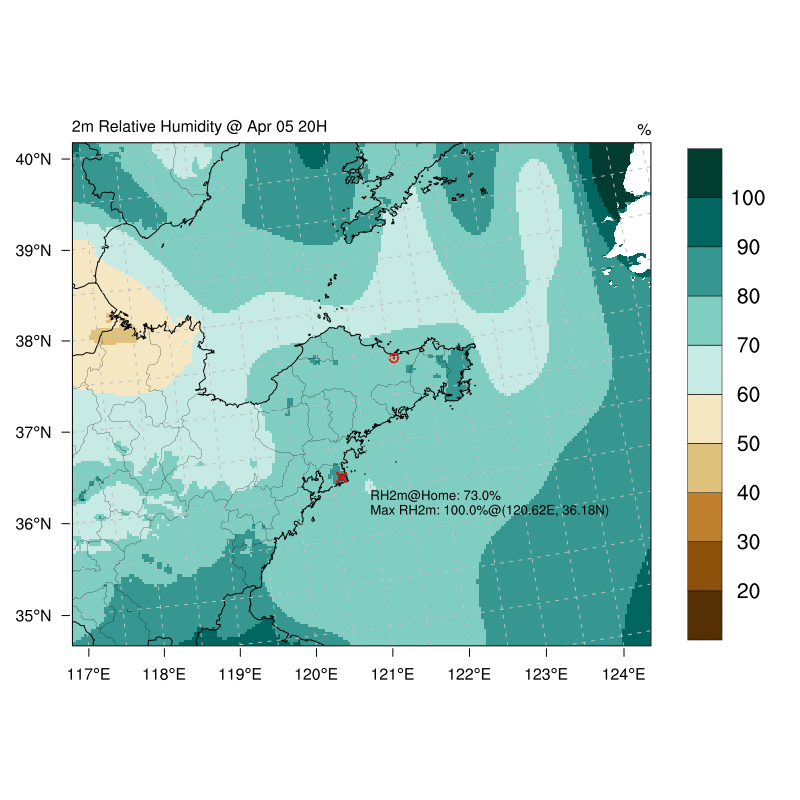 2m Relative Humidity @ Apr 05 20H
%
40°N
39°N
38°N
37°N
36°N
35°N
117°E
118°E
119°E
120°E
121°E
122°E
123°E
124°E
RH2m@Home: 73.0%
Max RH2m: 100.0%@(120.62E, 36.18N)
100
90
80
70
60
50
40
30
20